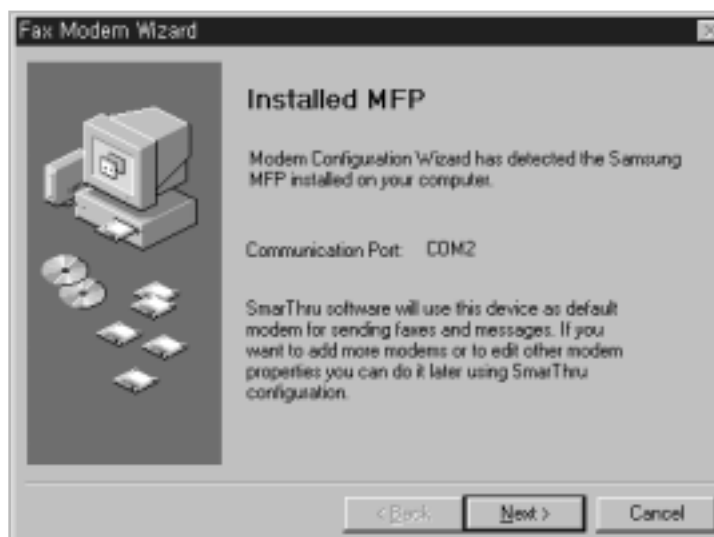 Fax Modem Wizard
Installed MFP
Modem Configuration Wizard has detected the Samsung
MFP installed on your computer.
Communication Port: COM2
SmarThru software will use this device as default
modem for sending faxes and messages. If you
want to add more modems or to edit other modem
properties you can do it later using SmarThru
configuration.
< Back Next > Cancel